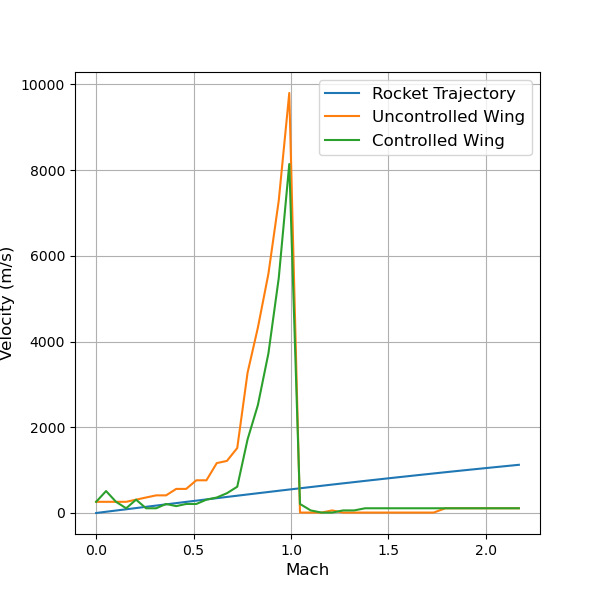 Rocket Trajectory
Uncontrolled Wing
Controlled Wing
10000
8000
6000
4000
2000
0
Velocity (m/s)
0.0
0.5
1.0
1.5
2.0
Mach